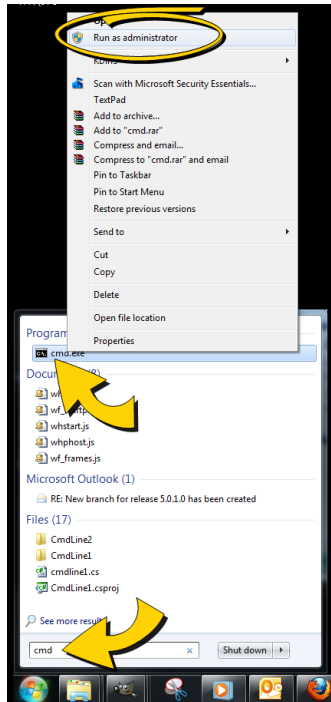 Run as administrator
Scan with Microsoft Security Essentials...
TextPad
Add to archive...
Add to "cmd.rar"
Compress and email...
Compress to "cmd.rar" and email
Pin to Taskbar
Pin to Start Menu
Restore previous versions
Send to
Cut
Copy
Delete
Open file location
Properties
cmd.exe
whstart.js
whphost.js
wf_frames.js
Microsoft Outlook (1)
RE: New branch for release 5.0.1.0 has been created
Files (17)
CmdLine2
CmdLine1
cmdline1.cs
CmdLine1.csproj
See more
cmd
Shut down